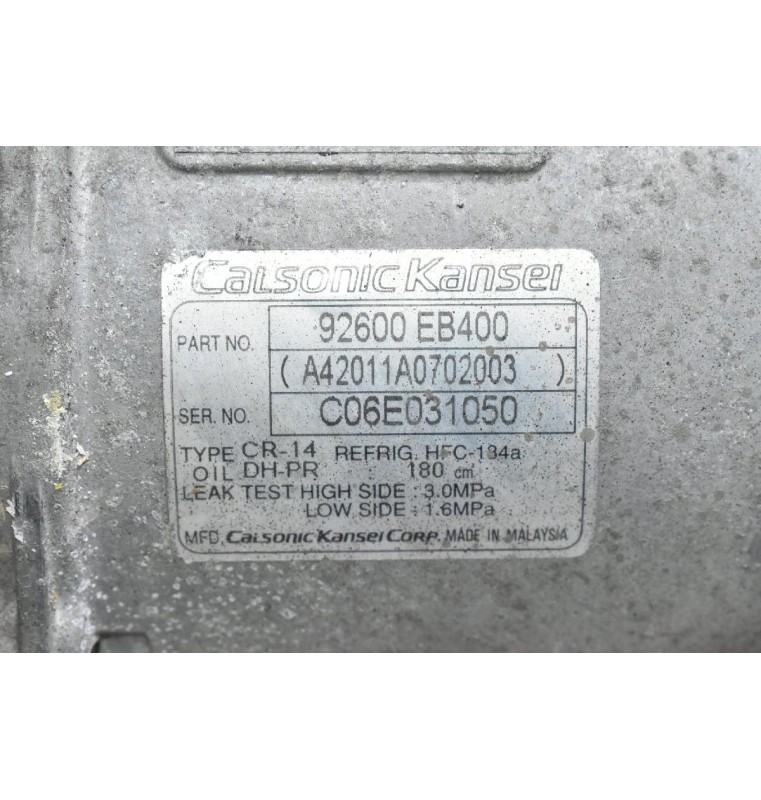 Calsonic Kansei
PART NO. 92600 EB400
( A42011A0702003 )
SER. NO. C06E031050
TYPE CR-14 REFRIG. HFC-134a
OIL DH-PR 180 cm
LEAK TEST HIGH SIDE : 3.0MPa
LOW SIDE : 1.6MPa
MFD. Calsonic Kansei Corp. MADE IN MALAYSIA